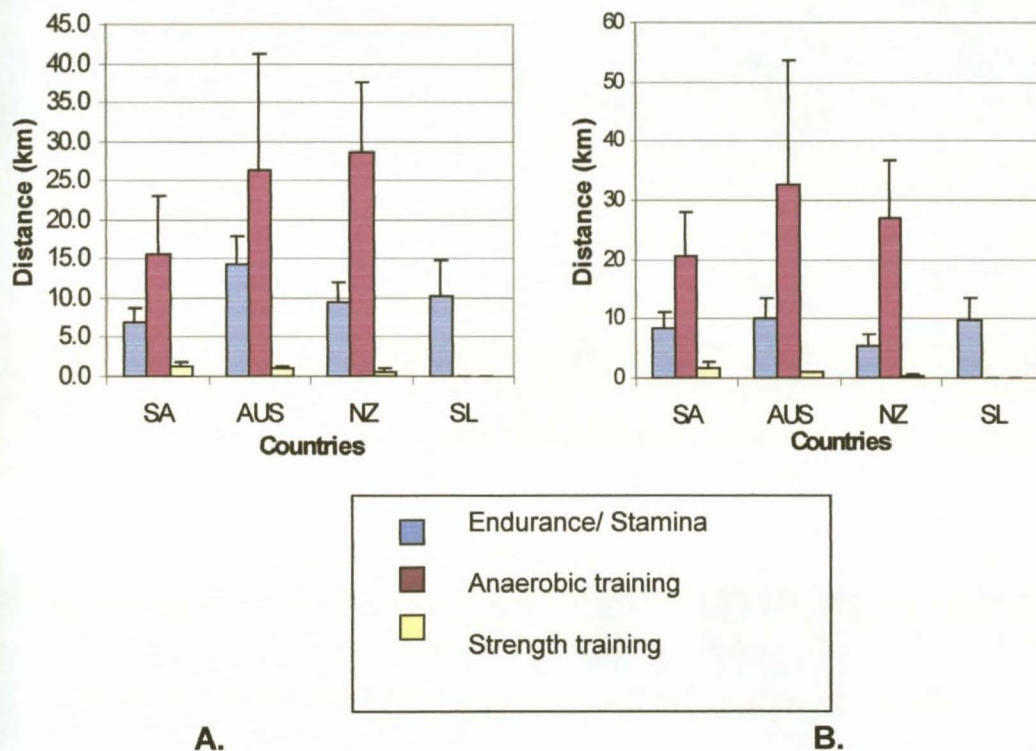 45.0
40.0
35.0
30.0
25.0
20.0
15.0
10.0
5.0
0.0
Distance (km)
SA AUS NZ SL
Countries
60
50
40
30
20
10
0
Distance (km)
SA AUS NZ SL
Countries
Endurance/ Stamina
Anaerobic training
Strength training
A. B.